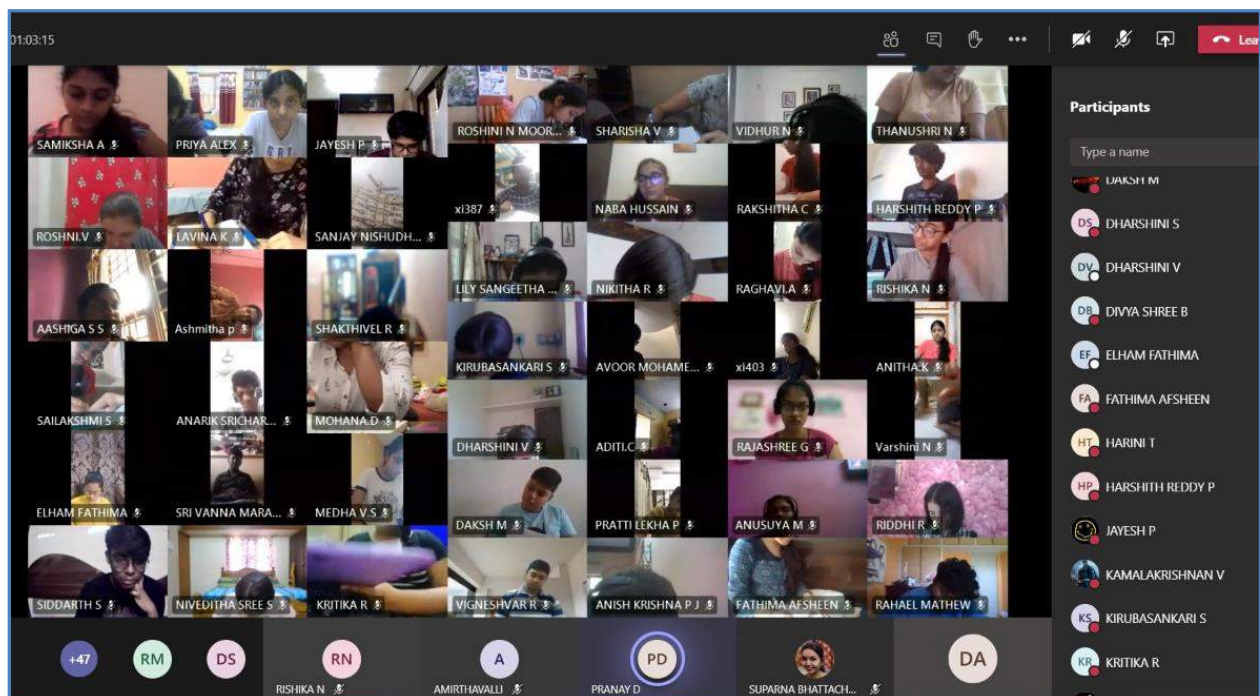 01:03:15
Lea
SAMIKSHA A
PRIYA ALEX
JAYESH P
ROSHINI N MOOR...
SHARISHA V
VIDHUR N
THANUSHRI N
ROSHNI.V
LAVINA K
SANJAY NISHUDH...
xi387
NABA HUSSAIN
RAKSHITHA C
HARSHITH REDDY P
AASHIGA S S
Ashmitha p
SHAKTHIVEL R
LILY SANGEETHA ...
NIKITHA R
RAGHAVI.A
RISHIKA N
SAILAKSHMI S
ANARIK SRICHAR...
MOHANA.D
KIRUBASANKARI S
AVOOR MOHAME...
xi403
ANITHA.K
ELHAM FATHIMA
SRI VANNA MARA...
MEDHA V.S
DHARSHINI V
ADITI.C
RAJASHREE G
Varshini N
DAKSH M
PRATTI LEKHA P
ANUSUYA M
RIDDHI R
SIDDARTH S
NIVEDITHA SREE S
KRITIKA R
VIGNESHVAR R
ANISH KRISHNA P J
FATHIMA AFSHEEN
RAHAEL MATHEW
+47
RM
DS
RN
RISHIKA N
A
AMIRTHAVALLI
PD
PRANAY D
SUPARNA BHATTACH...
DA
Participants
Type a name
DAKSH M
DS DHARSHINI S
DV DHARSHINI V
DB DIVYA SHREE B
EF ELHAM FATHIMA
FA FATHIMA AFSHEEN
HT HARINI T
HP HARSHITH REDDY P
JAYESH P
KAMALAKRISHNAN V
KS KIRUBASANKARI S
KR KRITIKA R